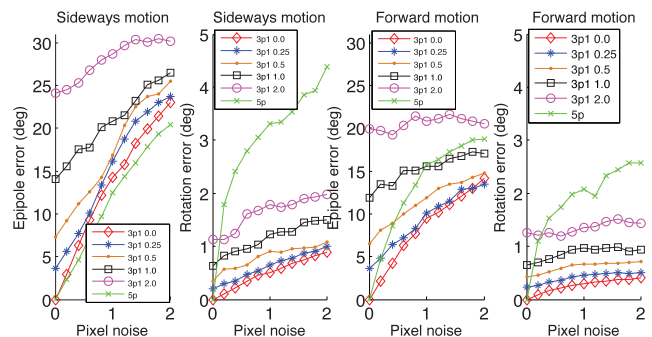 Sideways motion
30
25
20
15
10
5
0
Epipole error (deg)
3p1 0.0
3p1 0.25
3p1 0.5
3p1 1.0
3p1 2.0
5p
0 1 2
Pixel noise
Sideways motion
5
4
3
2
1
0
Rotation error (deg)
3p1 0.0
3p1 0.25
3p1 0.5
3p1 1.0
3p1 2.0
5p
0 1 2
Pixel noise
Forward motion
30
25
20
15
10
5
0
Epipole error (deg)
3p1 0.0
3p1 0.25
3p1 0.5
3p1 1.0
3p1 2.0
5p
0 1 2
Pixel noise
Forward motion
5
4
3
2
1
0
Rotation error (deg)
3p1 0.0
3p1 0.25
3p1 0.5
3p1 1.0
3p1 2.0
5p
0 1 2
Pixel noise